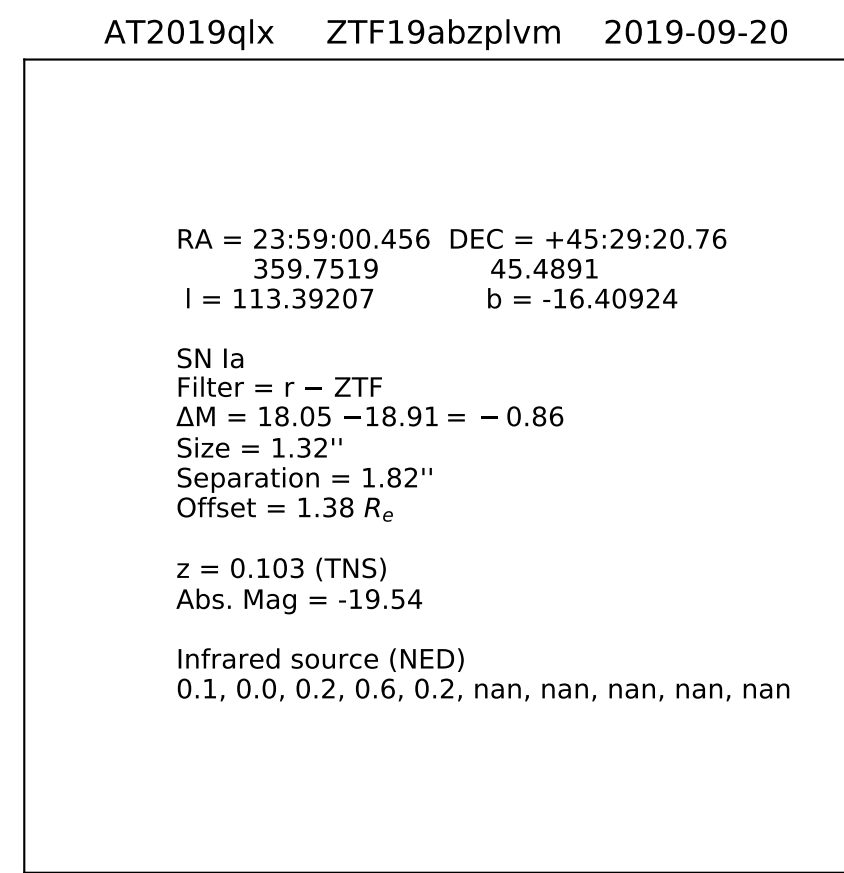 AT2019qlx ZTF19abzplvm 2019-09-20
RA = 23:59:00.456 DEC = +45:29:20.76
359.7519 45.4891
l = 113.39207 b = -16.40924
SN Ia
Filter = r − ZTF
ΔM = 18.05 −18.91 = − 0.86
Size = 1.32''
Separation = 1.82''
Offset = 1.38 Re
z = 0.103 (TNS)
Abs. Mag = -19.54
Infrared source (NED)
0.1, 0.0, 0.2, 0.6, 0.2, nan, nan, nan, nan, nan